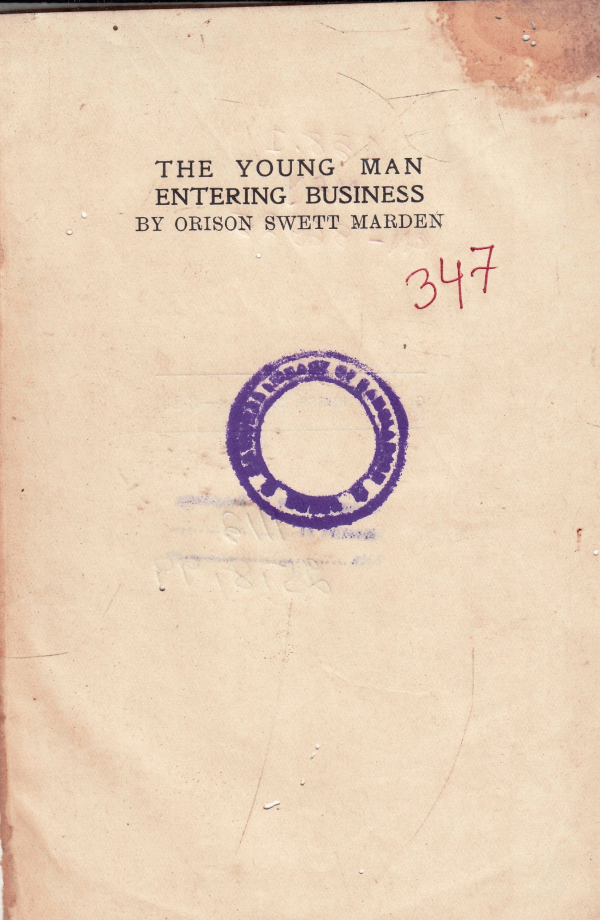 THE YOUNG MAN
ENTERING BUSINESS
BY ORISON SWETT MARDEN
347